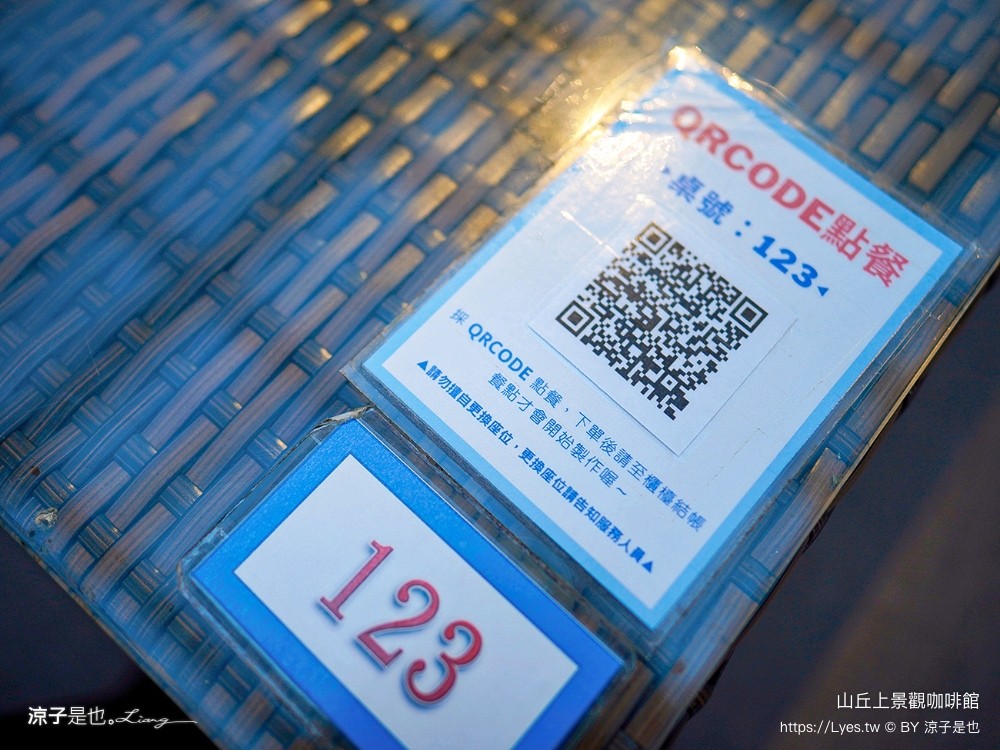 QRCODE點餐
▶桌號：123◀
採 QRCODE 點餐，下單後請至櫃檯結帳
餐點才會開始製作喔～
▲請勿擅自更換座位，更換座位請告知服務人員▲
123
涼子是也。Liang
山丘上景觀咖啡館
https://Lyes.tw © BY 涼子是也